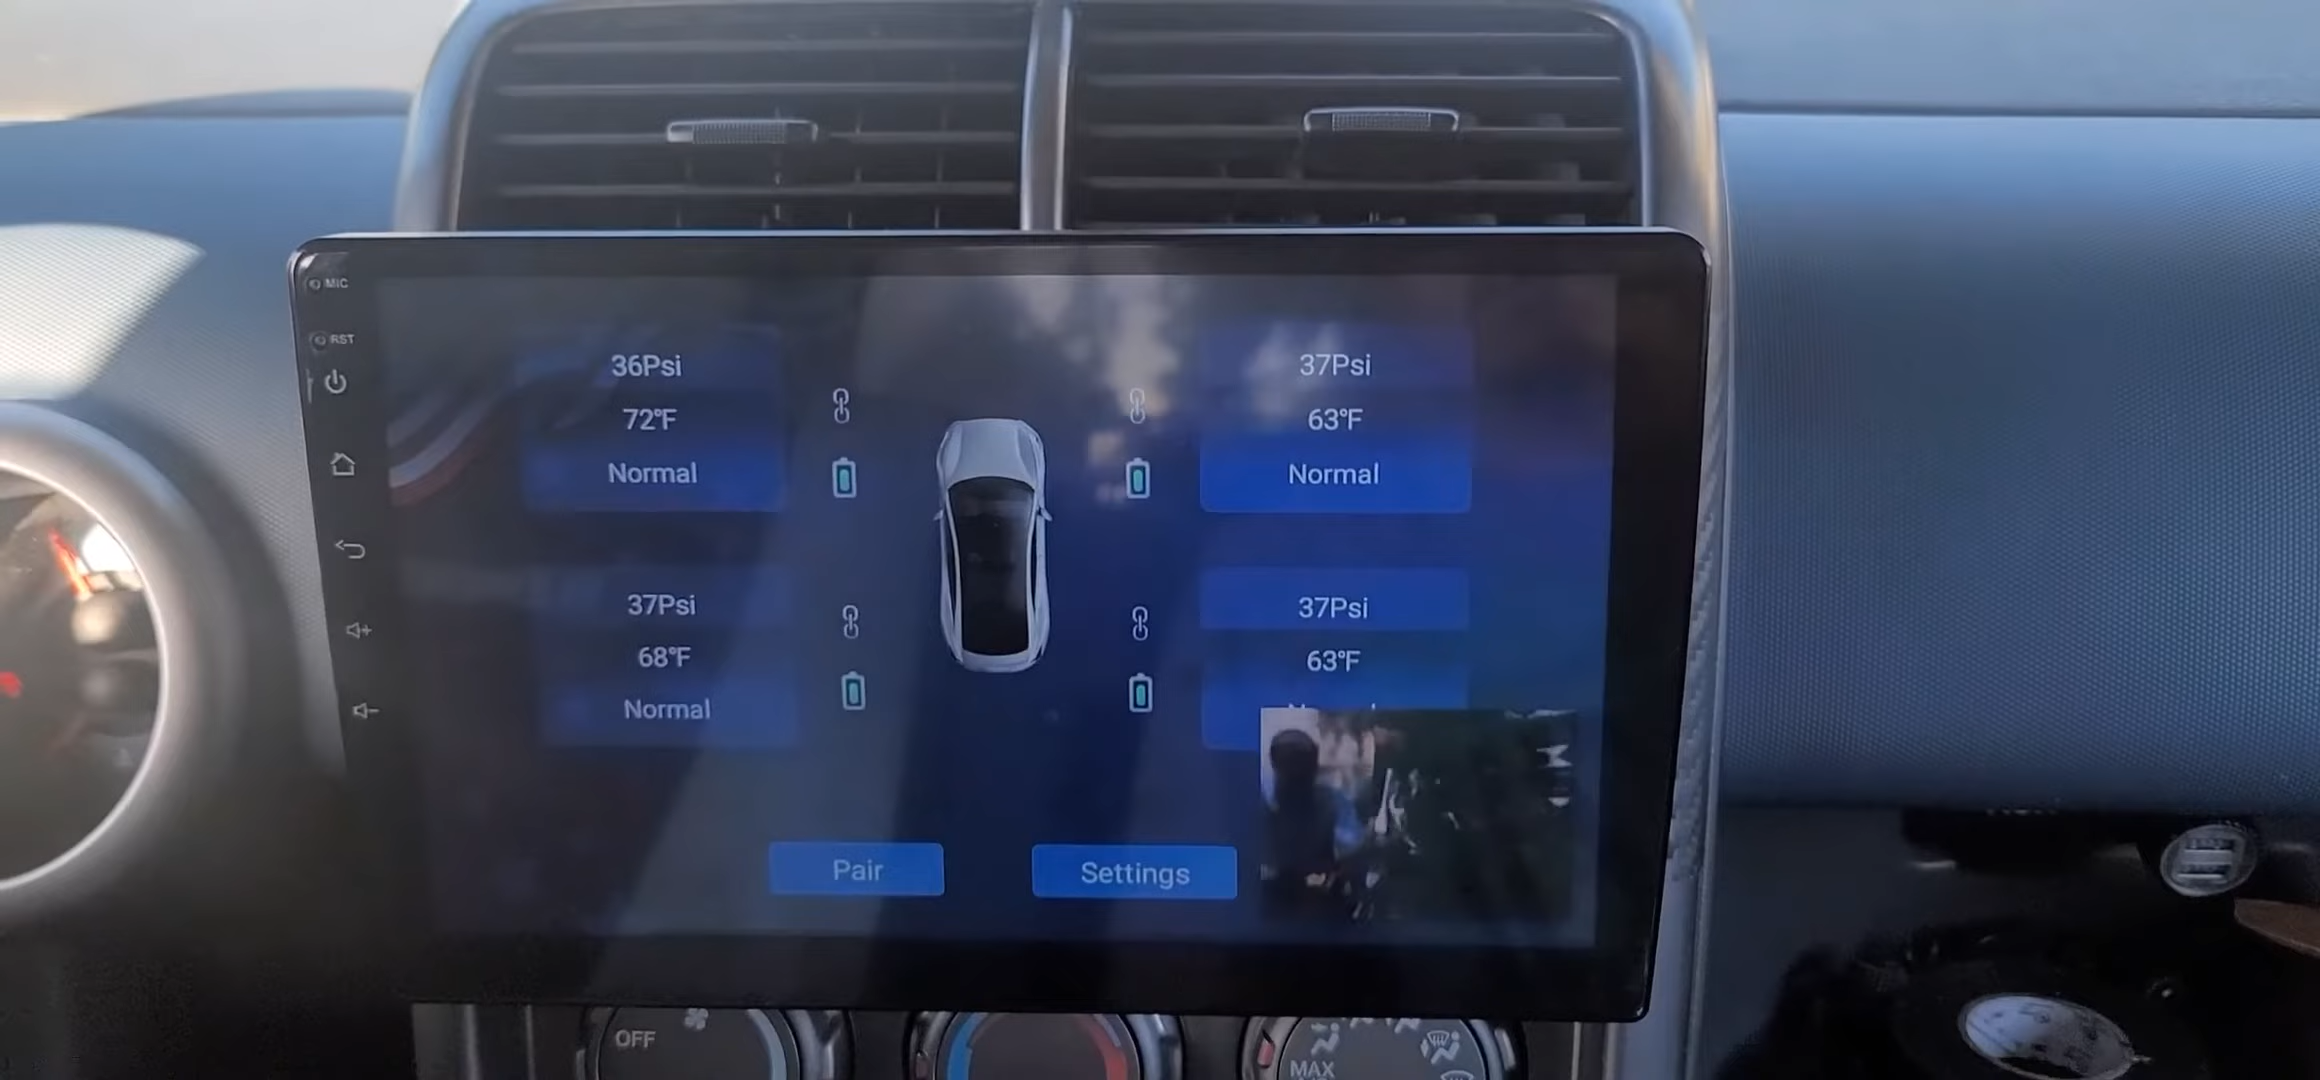 MIC
RST
36Psi
72°F
Normal
37Psi
63°F
Normal
37Psi
68°F
Normal
37Psi
63°F
Pair
Settings
OFF
MAX